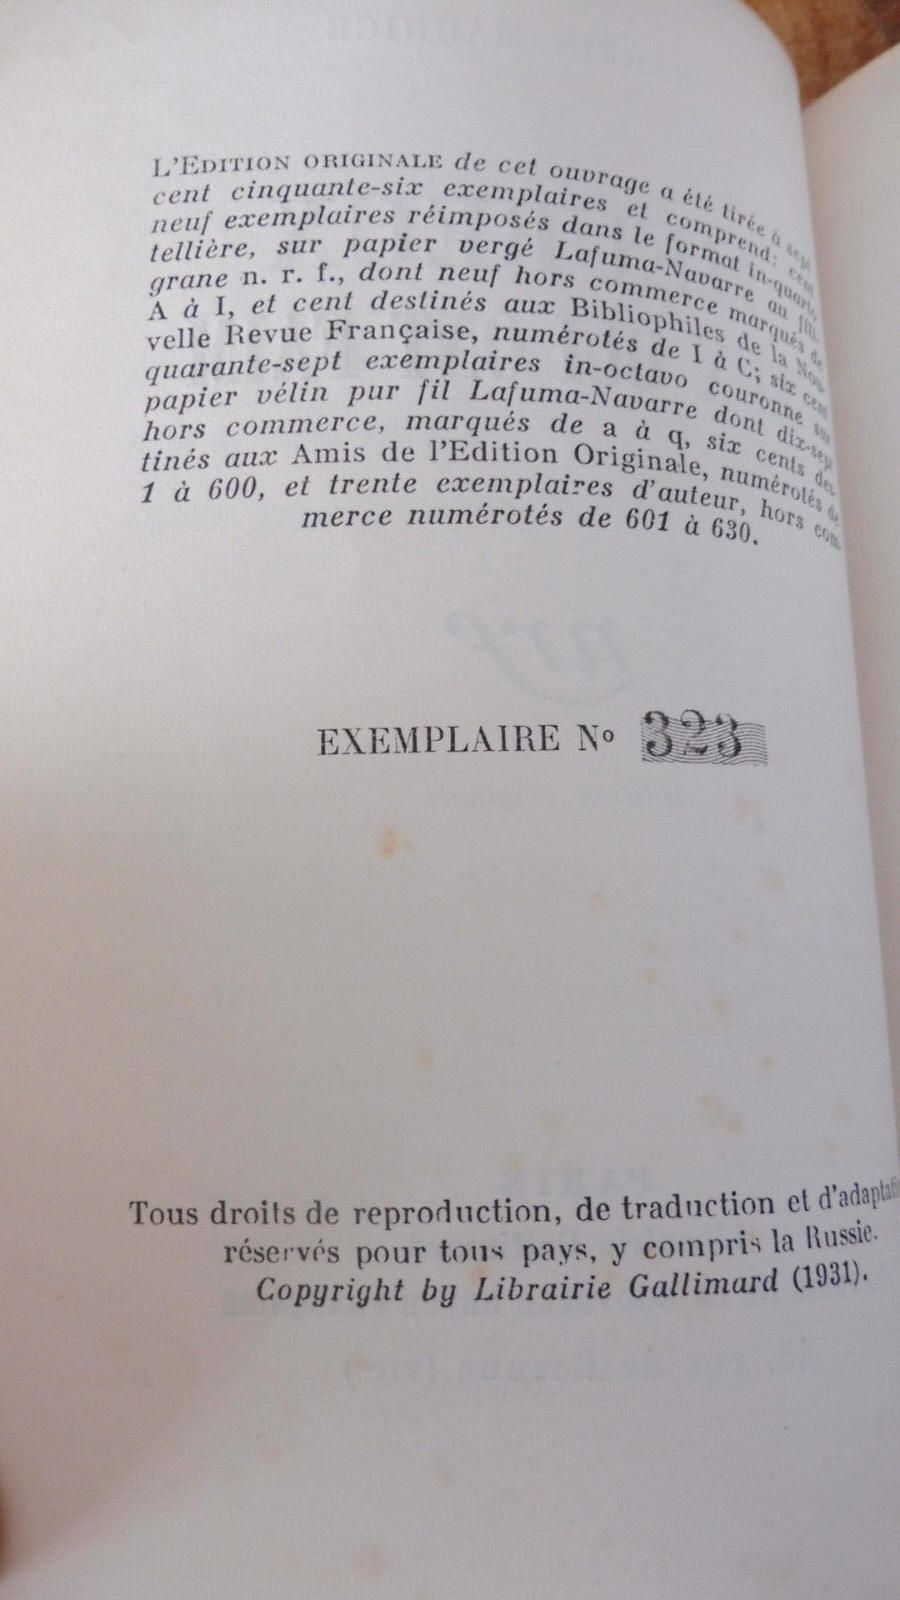 L'EDITION ORIGINALE de cet ouvrage a été tirée à sept
cent cinquante-six exemplaires et comprend: cent
neuf exemplaires réimposés dans le format in-quarto
tellière, sur papier vergé Lafuma-Navarre au fili-
grane n. r. f., dont neuf hors commerce marqués de
A à I, et cent destinés aux Bibliophiles de la Nou-
velle Revue Française, numérotés de I à C; six cent
quarante-sept exemplaires in-octavo couronne sur
papier vélin pur fil Lafuma-Navarre dont dix-sept
hors commerce, marqués de a à q, six cents des-
tinés aux Amis de l'Edition Originale, numérotés de
1 à 600, et trente exemplaires d'auteur, hors com-
merce numérotés de 601 à 630.
nrf
EXEMPLAIRE Nº 323
PARIS
Tous droits de reproduction, de traduction et d'adaptati
réservés pour tous pays, y compris la Russie.
Copyright by Librairie Gallimard (1931).